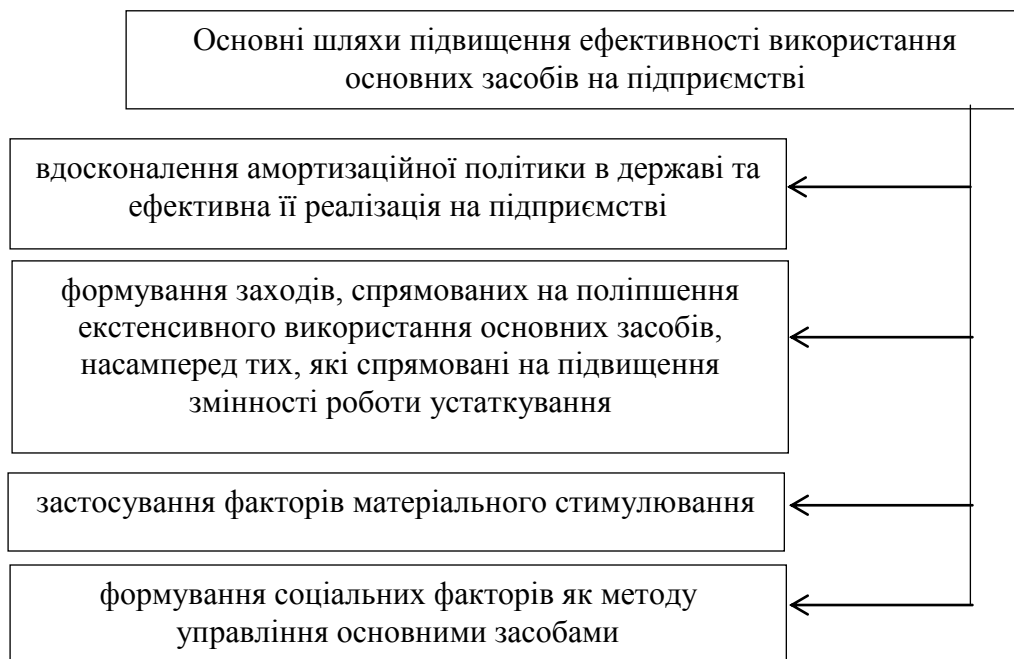 Основні шляхи підвищення ефективності використання
основних засобів на підприємстві
вдосконалення амортизаційної політики в державі та
ефективна її реалізація на підприємстві
формування заходів, спрямованих на поліпшення
екстенсивного використання основних засобів,
насамперед тих, які спрямовані на підвищення
змінності роботи устаткування
застосування факторів матеріального стимулювання
формування соціальних факторів як методу
управління основними засобами